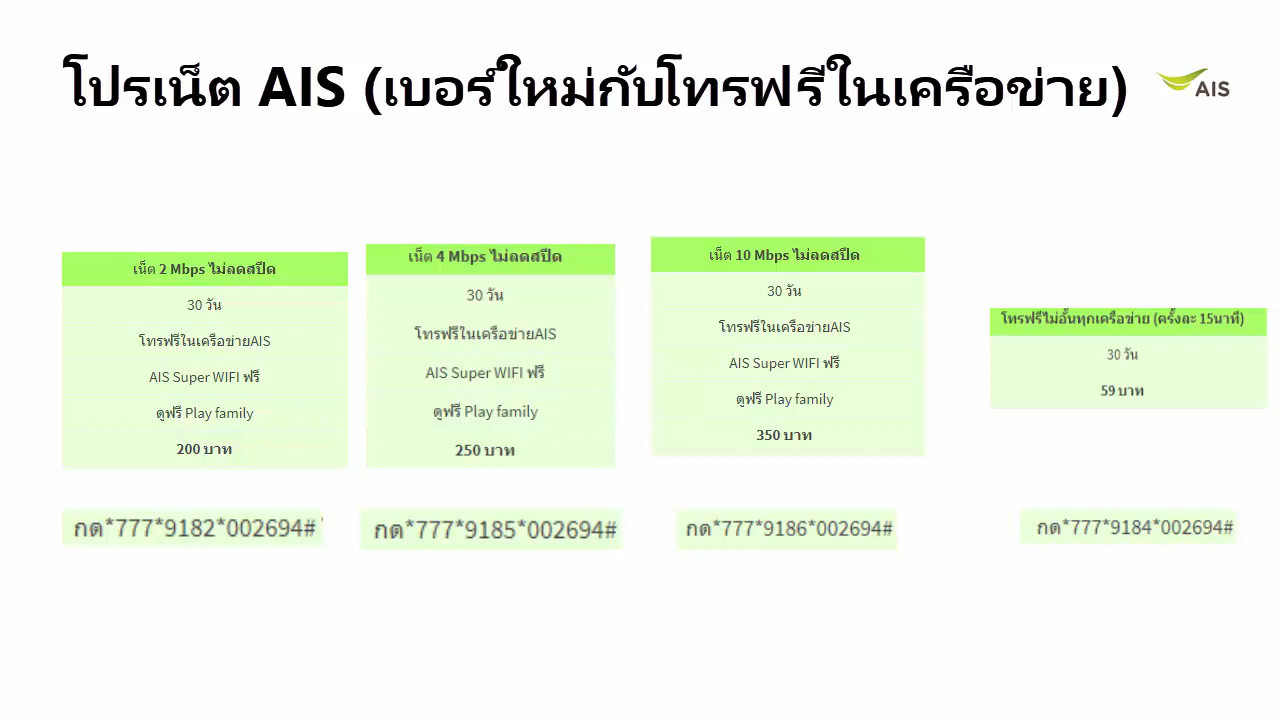 โปรเน็ต AIS (เบอร์ใหม่กับโทรฟรีในเครือข่าย)
AIS
เน็ต 2 Mbps ไม่ลดสปีด
30 วัน
โทรฟรีในเครือข่ายAIS
AIS Super WIFI ฟรี
ดูฟรี Play family
200 บาท
กด*777*9182*002694#
เน็ต 4 Mbps ไม่ลดสปีด
30 วัน
โทรฟรีในเครือข่ายAIS
AIS Super WIFI ฟรี
ดูฟรี Play family
250 บาท
กด*777*9185*002694#
เน็ต 10 Mbps ไม่ลดสปีด
30 วัน
โทรฟรีในเครือข่ายAIS
AIS Super WIFI ฟรี
ดูฟรี Play family
350 บาท
กด*777*9186*002694#
โทรฟรีไม่อั้นทุกเครือข่าย (ครั้งละ 15นาที)
30 วัน
59 บาท
กด*777*9184*002694#